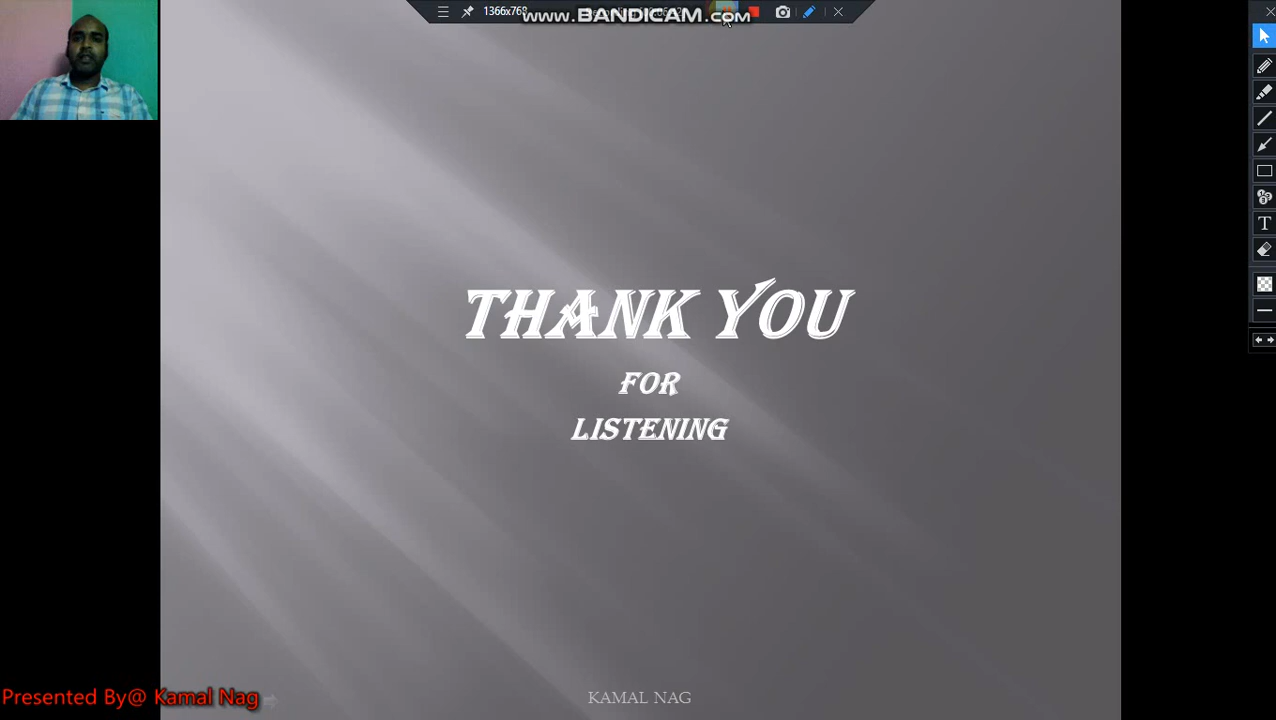 1366x768
www.BANDICAM.com
THANK YOU
FOR
LISTENING
T
Presented By@ Kamal Nag
KAMAL NAG